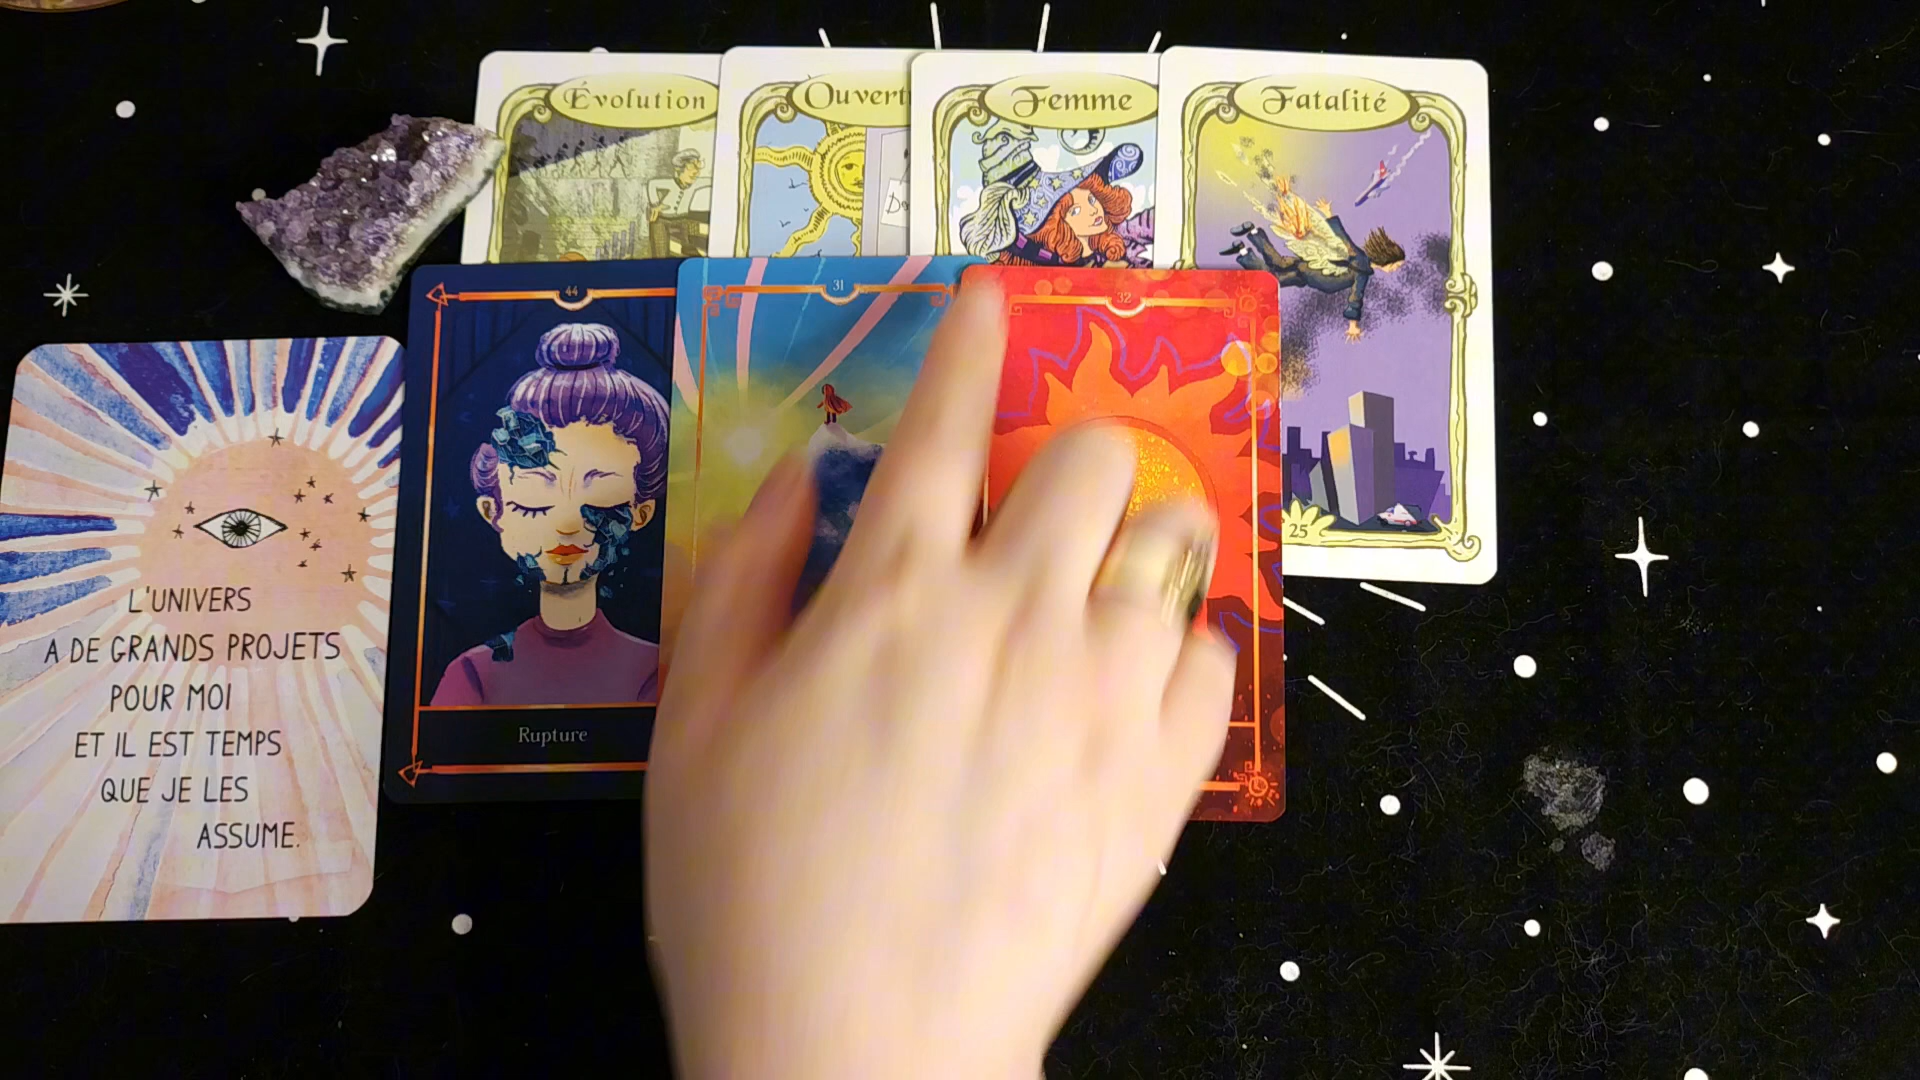 Évolution
Femme
Fatalité
44
31
32
25
L'UNIVERS
A DE GRANDS PROJETS
POUR MOI
ET IL EST TEMPS
QUE JE LES
ASSUME.
Rupture